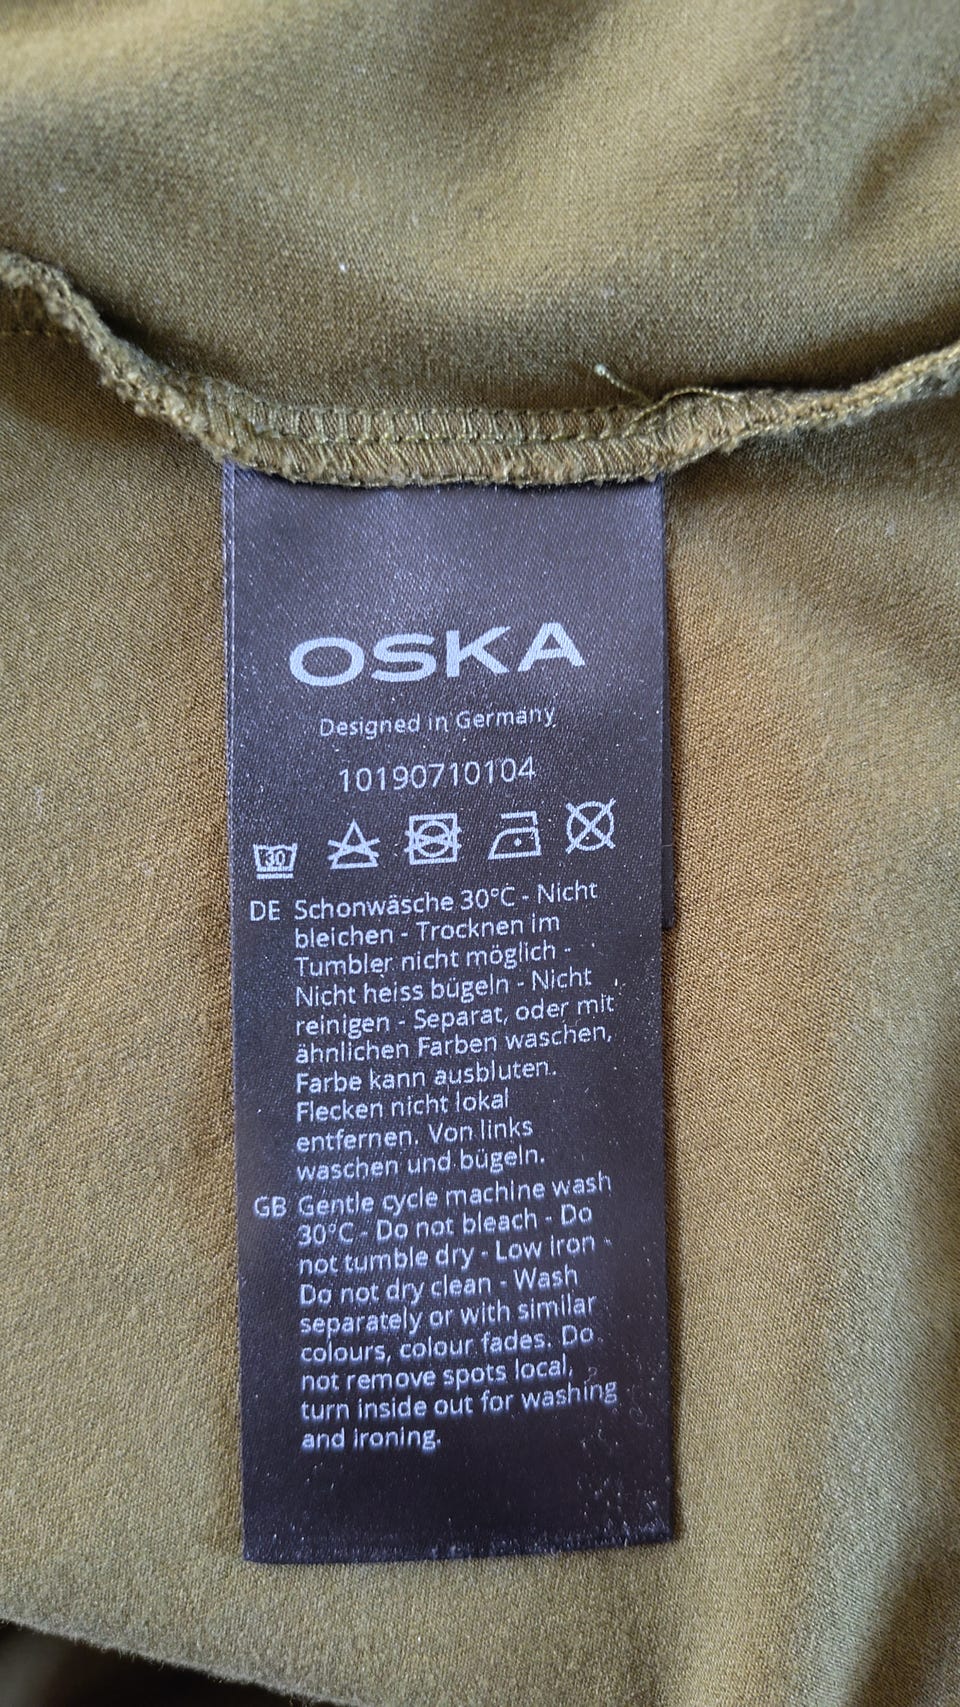 OSKA
Designed in Germany
10190710104
30
DE Schonwäsche 30°C - Nicht
bleichen - Trocknen im
Tumbler nicht möglich -
Nicht heiss bügeln - Nicht
reinigen - Separat, oder mit
ähnlichen Farben waschen,
Farbe kann ausbluten.
Flecken nicht lokal
entfernen. Von links
waschen und bügeln.
GB Gentle cycle machine wash
30°C - Do not bleach - Do
not tumble dry - Low iron -
Do not dry clean - Wash
separately or with similar
colours, colour fades. Do
not remove spots local,
turn inside out for washing
and ironing.